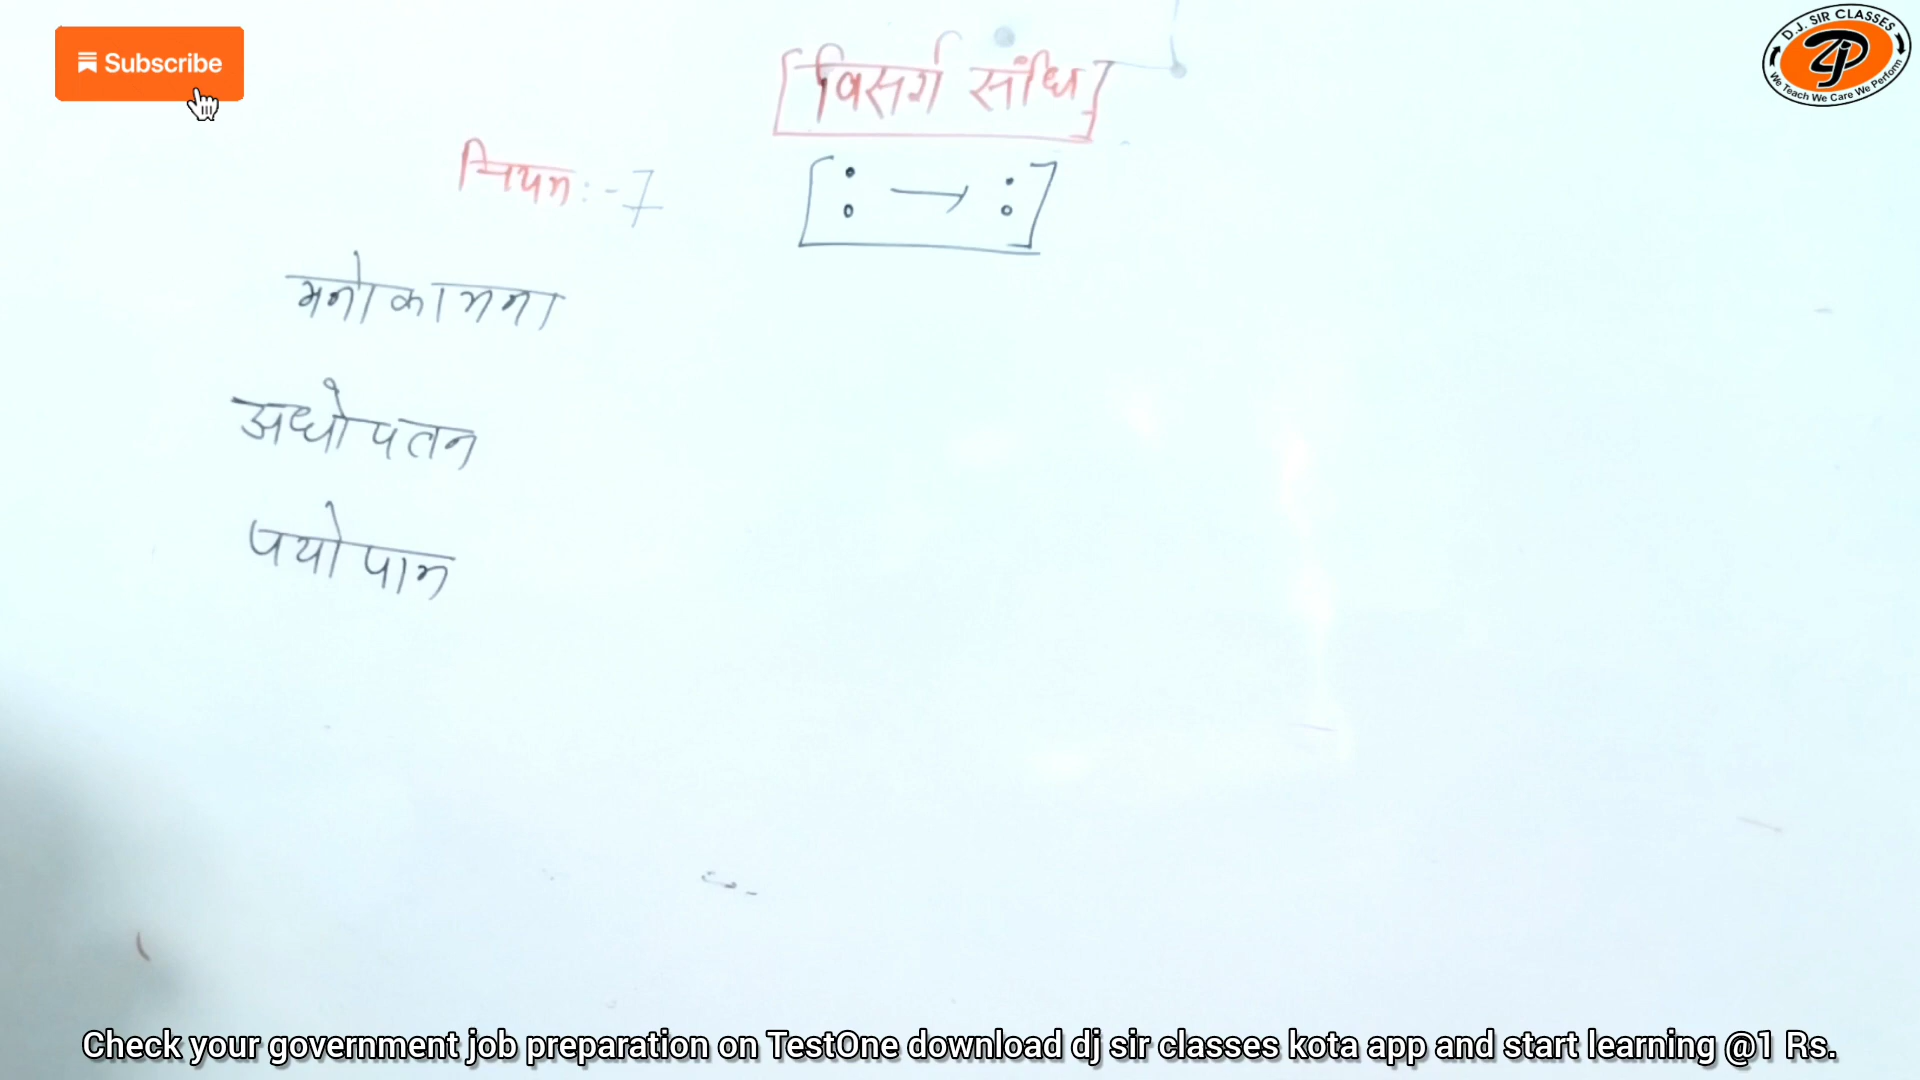 Subscribe
D.J. SIR CLASSES
We Teach We Care We Perform
[विसर्ग संधि]
नियम :- 7
[: → :]
मनोकामना
अधोपतन
पयोपान
Check your government job preparation on TestOne download dj sir classes kota app and start learning @1 Rs.